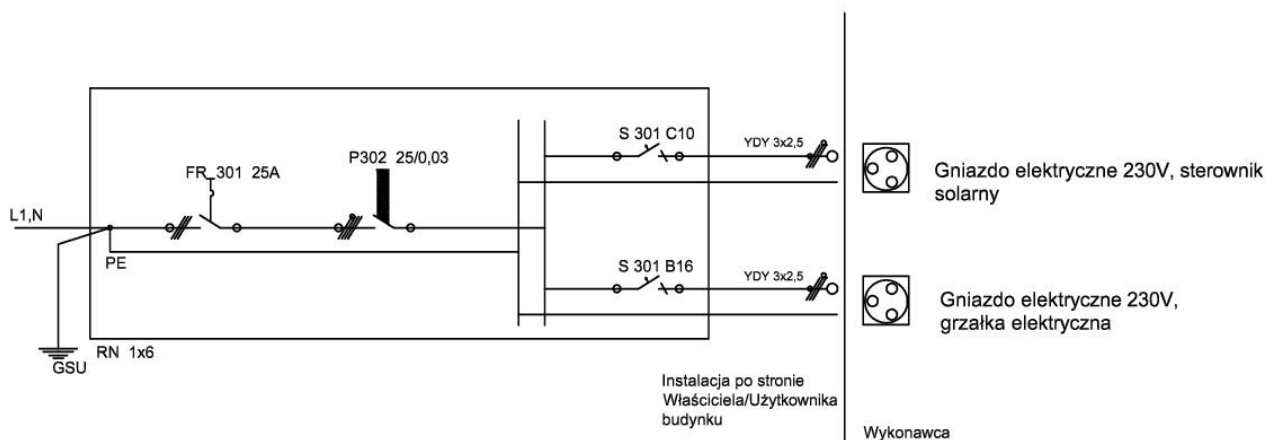 S 301 C10
YDY 3x2,5
P302 25/0,03
FR 301 25A
Gniazdo elektryczne 230V, sterownik
solarny
L1,N
PE
S 301 B16
YDY 3x2,5
Gniazdo elektryczne 230V,
grzałka elektryczna
RN 1x6
GSU
Instalacja po stronie
Właściciela/Użytkownika
budynku
Wykonawca